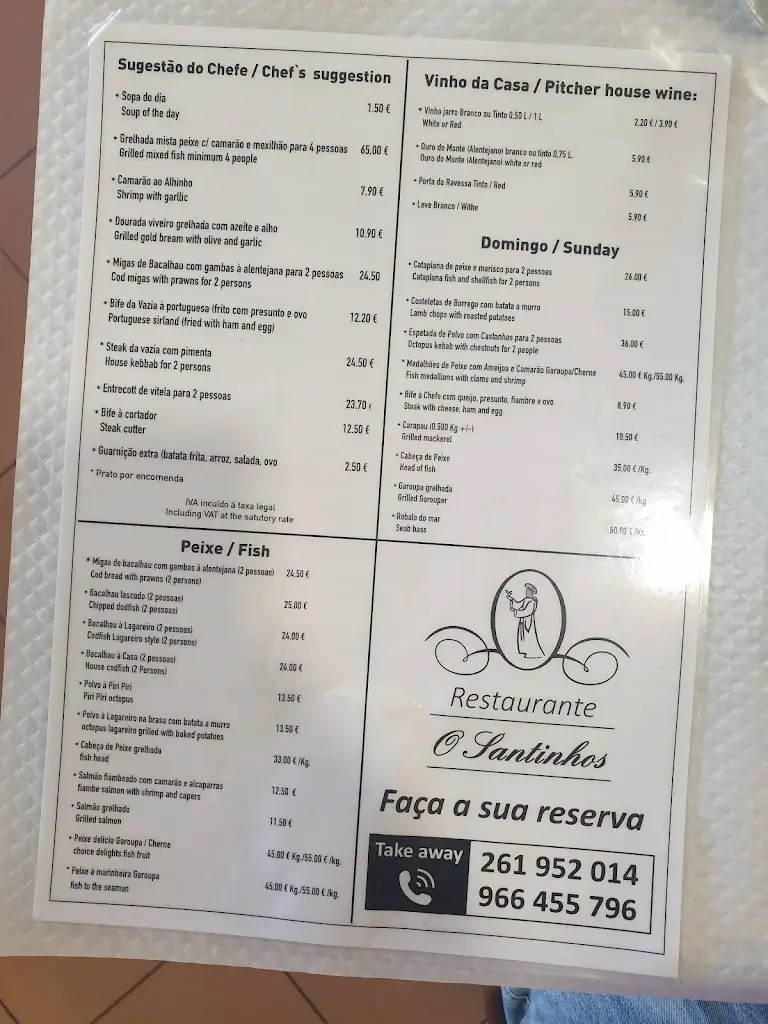 Sugestão do Chefe / Chef`s suggestion
* Sopa do dia
Soup of the day 1.50 €
* Grelhada mista peixe c/ camarão e mexilhão para 4 pessoas 65.00 €
Grilled mixed fish minimum 4 people
* Camarão ao Alhinho
Shrimp with garllic 7.90 €
* Dourada viveiro grelhada com azeite e alho
Grilled gold bream with olive and garlic 10.90 €
* Migas de Bacalhau com gambas à alentejana para 2 pessoas 24.50
Cod migas with prawns for 2 persons
* Bife da Vazia à portuguesa (frito com presunto e ovo 12.20 €
Portuguese sirland (fried with ham and egg)
* Steak da vazia com pimenta
House kebbab for 2 persons 24,50 €
* Entrecott de vitela para 2 pessoas 23.70 €
* Bife à cortador
Steak cutter 12.50 €
* Guarnição extra (batata frita, arroz, salada, ovo 2.50 €
* Prato por encomenda
IVA incuído à taxa legal
Including VAT at the satutory rate
Peixe / Fish
* Migas de bacalhau com gambas à alentejana (2 pessoas) 24.50 €
Cod bread with prawns (2 persons)
* Bacalhau lascado (2 pessoas)
Chipped dodfish (2 pessoas) 25.00 €
* Bacalhau à Lagareiro (2 pessoas)
Codfish Lagareiro style (2 persons) 24.00 €
* Bacalhau à Casa (2 pessoas)
House codfish (2 Persons) 24.00 €
* Polvo à Piri Piri
Piri Piri octopus 13.50 €
* Polvo à Lagareiro na brasa com batata a murro
octopus lagareiro grilled with baked potatoes 13.50 €
* Cabeça de Peixe grelhada
fish head 33.00 € /Kg.
* Salmão fiambeado com camarão e alcaparras
fiambe salmon with shrimp and capers 12.50 €
* Salmão grelhado
Grilled salmon 11.50 €
* Peixe delicia Garoupa / Cherne
choice delights fish fruit 45.00 € Kg./55.00 € /kg.
* Peixe à marinheira Garoupa
fish to the seaman 45.00 € Kg./55.00 € /kg.
Vinho da Casa / Pitcher house wine:
* Vinho jarro Branco ou Tinto 0,50 L / 1 L
White or Red 2.20 € / 3.90 €
* Ouro do Monte (Alentejano) branco ou tinto 0,75 L.
Ouro do Monte (Alentejano) white or red 5.90 €
* Porta da Ravessa Tinto / Red 5.90 €
* Leve Branco / Withe 5.90 €
Domingo / Sunday
* Cataplana de peixe e marisco para 2 pessoas
Cataplana fish and shellfish for 2 persons 26.00 €
* Costeletas de Borrego com batata a murro
Lamb chops with roasted potatoes 15.00 €
* Espetada de Polvo com Castanhas para 2 pessoas
Octopus kebab with chestnuts for 2 people 36,00 €
* Medalhões de Peixe com Ameijoa e Camarão Garoupa/Cherne
Fish medallions with clams and shrimp 45.00 € Kg./55.00 Kg.
* Bife à Chefe com queijo, presunto, fiambre e ovo
Steak with cheese, ham and egg 8.90 €
* Carapau (0.500 Kg +/-)
Grilled mackerel 10.50 €
* Cabeça de Peixe
Head of fish 35.00 € /Kg.
* Garoupa grelhada
Grilled Garouper 45.00 € /kg
* Robalo do mar
Seab bass 50.00 € /Kg.
Restaurante
O Santinhos
Faça a sua reserva
Take away
261 952 014
966 455 796